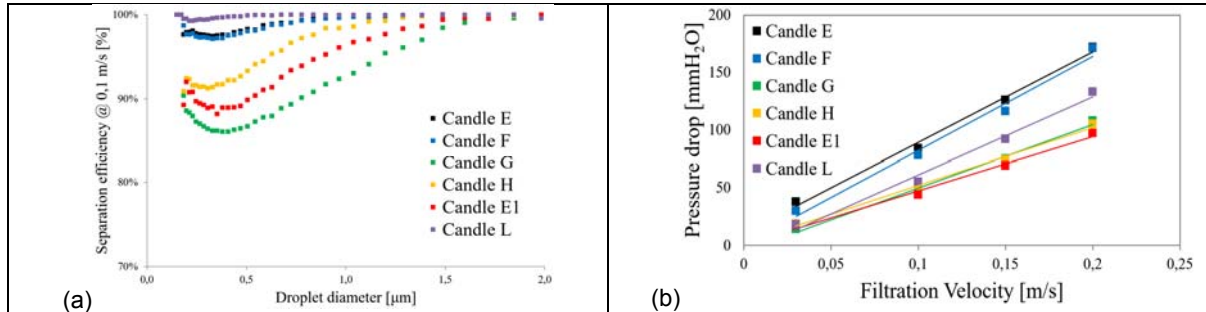 100%
90%
80%
70%
Separation efficiency @ 0,1 m/s [%]
Candle E
Candle F
Candle G
Candle H
Candle E1
Candle L
0,0
0,5
1,0
1,5
2,0
Droplet diameter [µm]
(a)
200
150
100
50
0
Pressure drop [mmH₂O]
Candle E
Candle F
Candle G
Candle H
Candle E1
Candle L
0
0,05
0,1
0,15
0,2
0,25
Filtration Velocity [m/s]
(b)